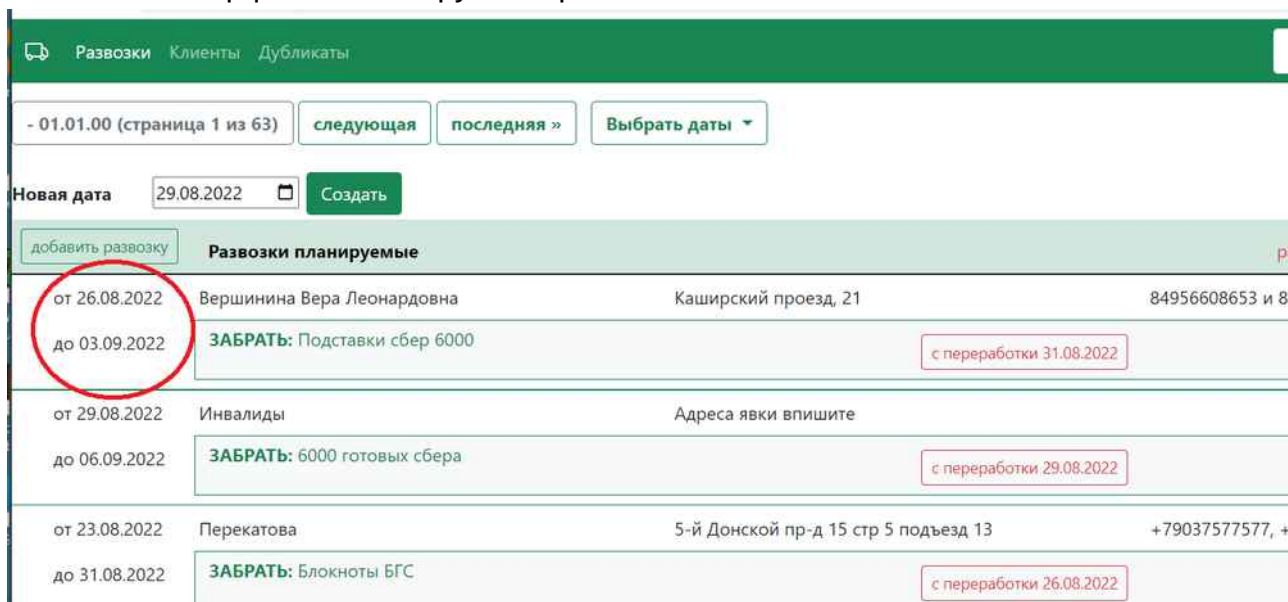 Развозки Клиенты Дубликаты
- 01.01.00 (страница 1 из 63) следующая последняя » Выбрать даты
Новая дата 29.08.2022 Создать
добавить развозку Развозки планируемые
от 26.08.2022 Вершинина Вера Леонардовна Каширский проезд, 21 84956608653 и 8
до 03.09.2022 ЗАБРАТЬ: Подставки сбер 6000 с переработки 31.08.2022
от 29.08.2022 Инвалиды Адреса явки впишите
до 06.09.2022 ЗАБРАТЬ: 6000 готовых сбера с переработки 29.08.2022
от 23.08.2022 Перекатова 5-й Донской пр-д 15 стр 5 подъезд 13 +79037577577, +
до 31.08.2022 ЗАБРАТЬ: Блокноты БГС с переработки 26.08.2022